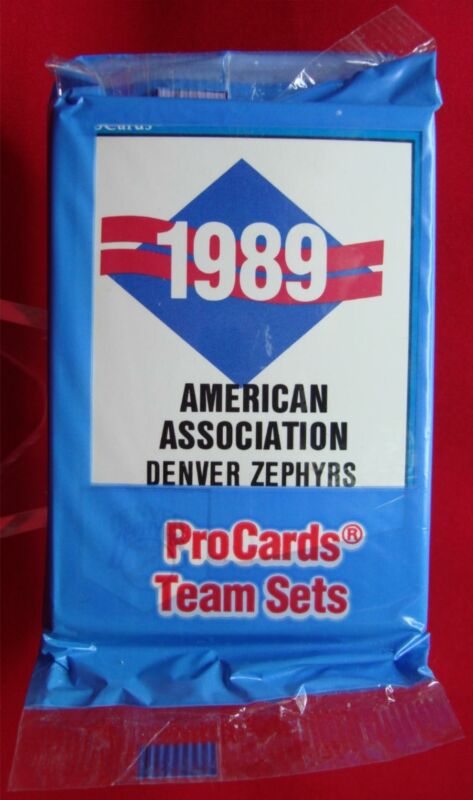 1989
AMERICAN
ASSOCIATION
DENVER ZEPHYRS
ProCards®
Team Sets